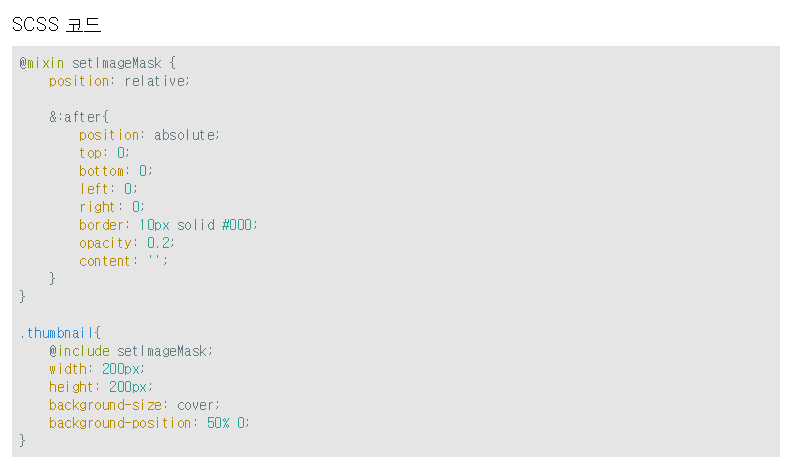 SCSS 코드
@mixin setImageMask {
    position: relative;

    &:after{
        position: absolute;
        top: 0;
        bottom: 0;
        left: 0;
        right: 0;
        border: 10px solid #000;
        opacity: 0.2;
        content: '';
    }
}

.thumbnail{
    @include setImageMask;
    width: 200px;
    height: 200px;
    background-size: cover;
    background-position: 50% 0;
}